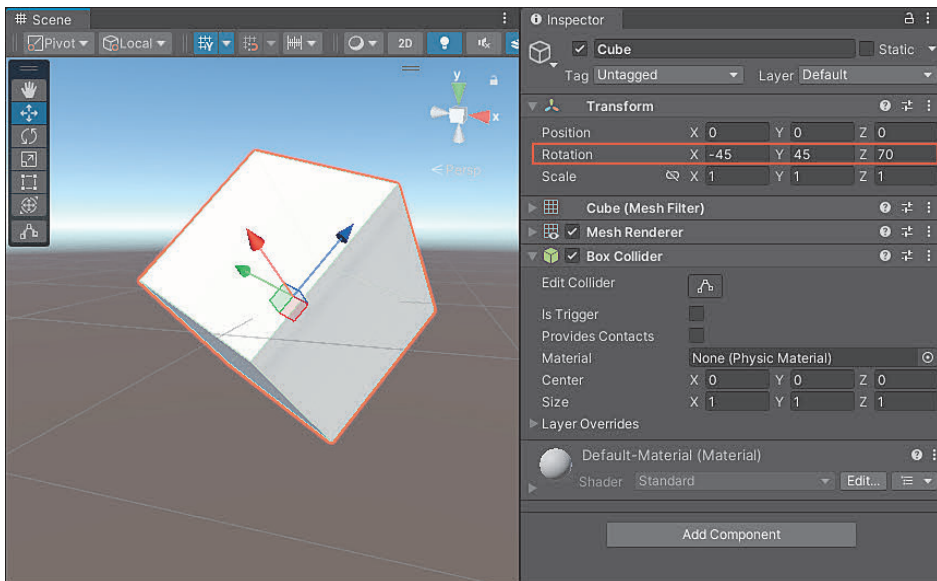 Scene
Pivot Local 2D
y
x
Persp
Inspector
Cube Static
Tag Untagged Layer Default
Transform
Position X 0 Y 0 Z 0
Rotation X -45 Y 45 Z 70
Scale X 1 Y 1 Z 1
Cube (Mesh Filter)
Mesh Renderer
Box Collider
Edit Collider
Is Trigger
Provides Contacts
Material None (Physic Material)
Center X 0 Y 0 Z 0
Size X 1 Y 1 Z 1
Layer Overrides
Default-Material (Material)
Shader Standard Edit...
Add Component